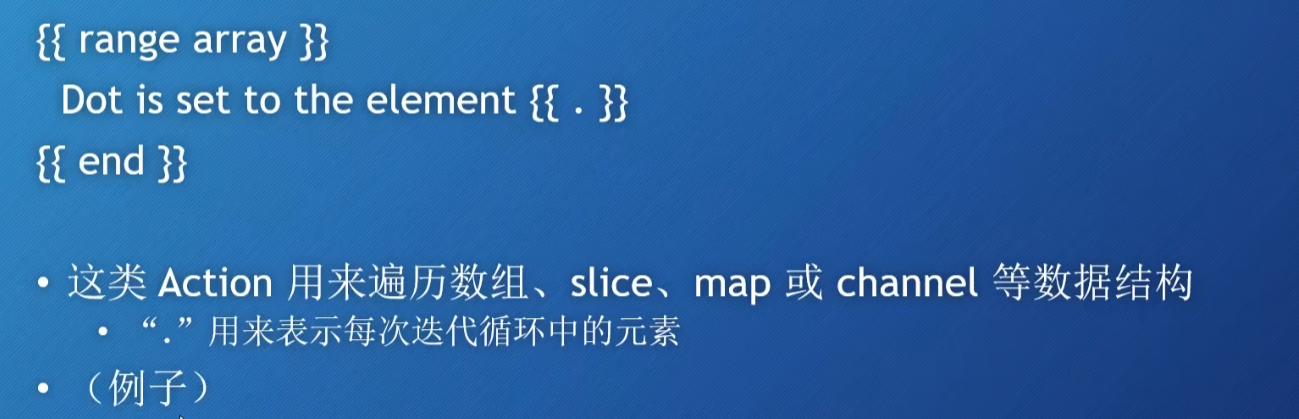 {{ range array }}
Dot is set to the element {{ . }}
{{ end }}
• 这类 Action 用来遍历数组、slice、map 或 channel 等数据结构
• “.”用来表示每次迭代循环中的元素
• （例子）